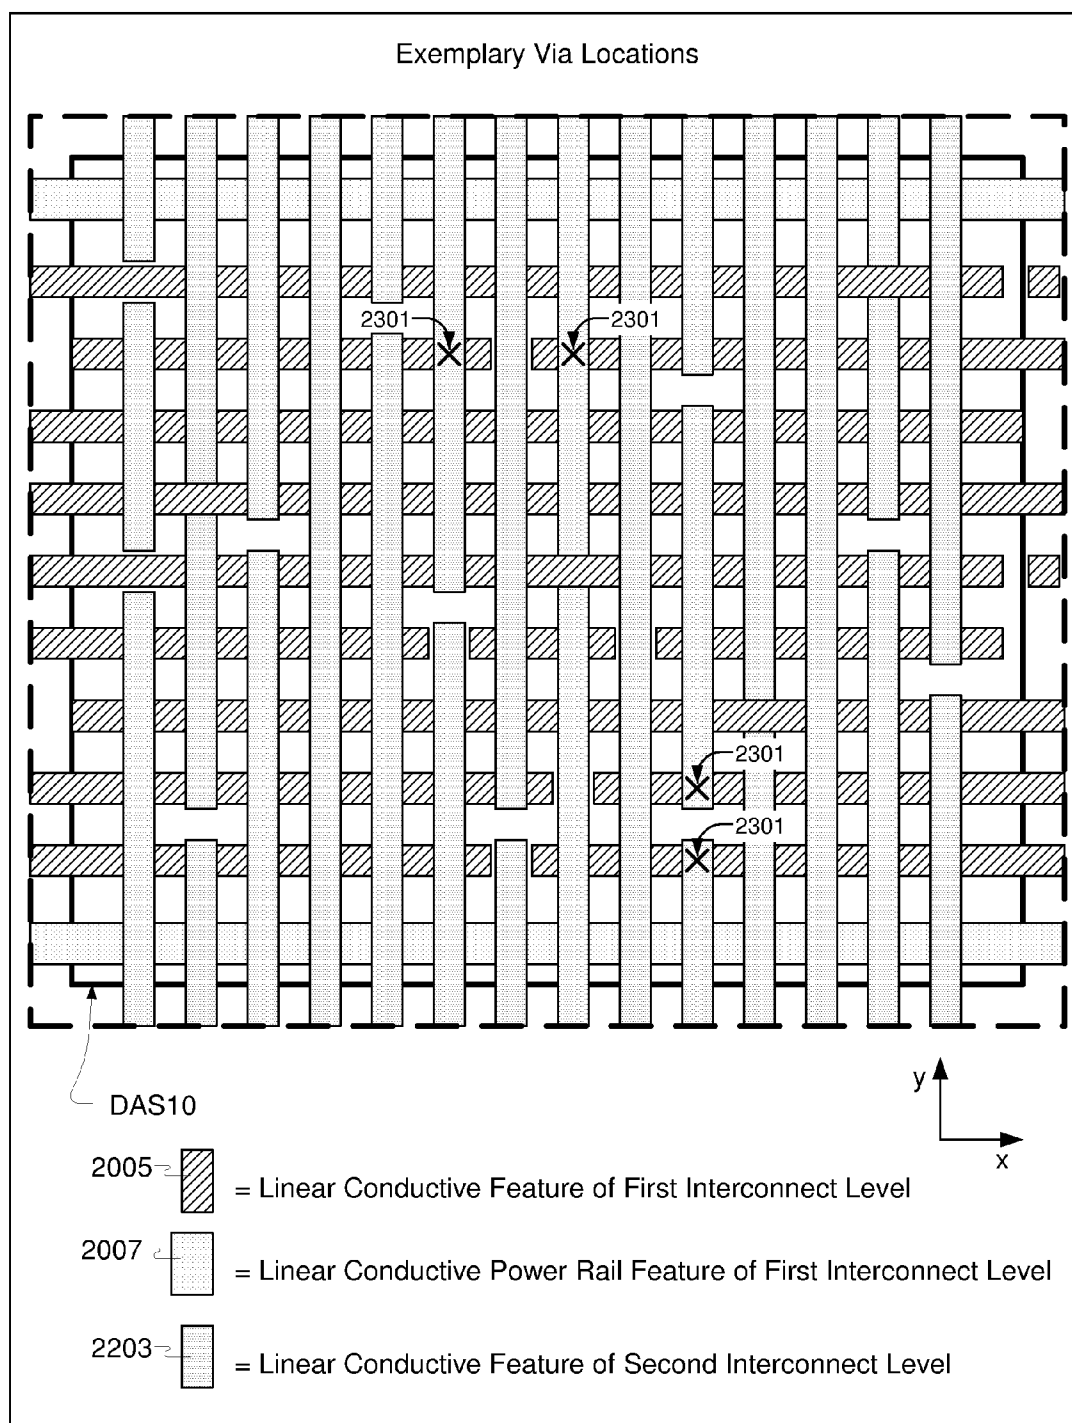 Exemplary Via Locations
2301
2301
2301
2301
DAS10
y
x
2005
= Linear Conductive Feature of First Interconnect Level
2007
= Linear Conductive Power Rail Feature of First Interconnect Level
2203
= Linear Conductive Feature of Second Interconnect Level